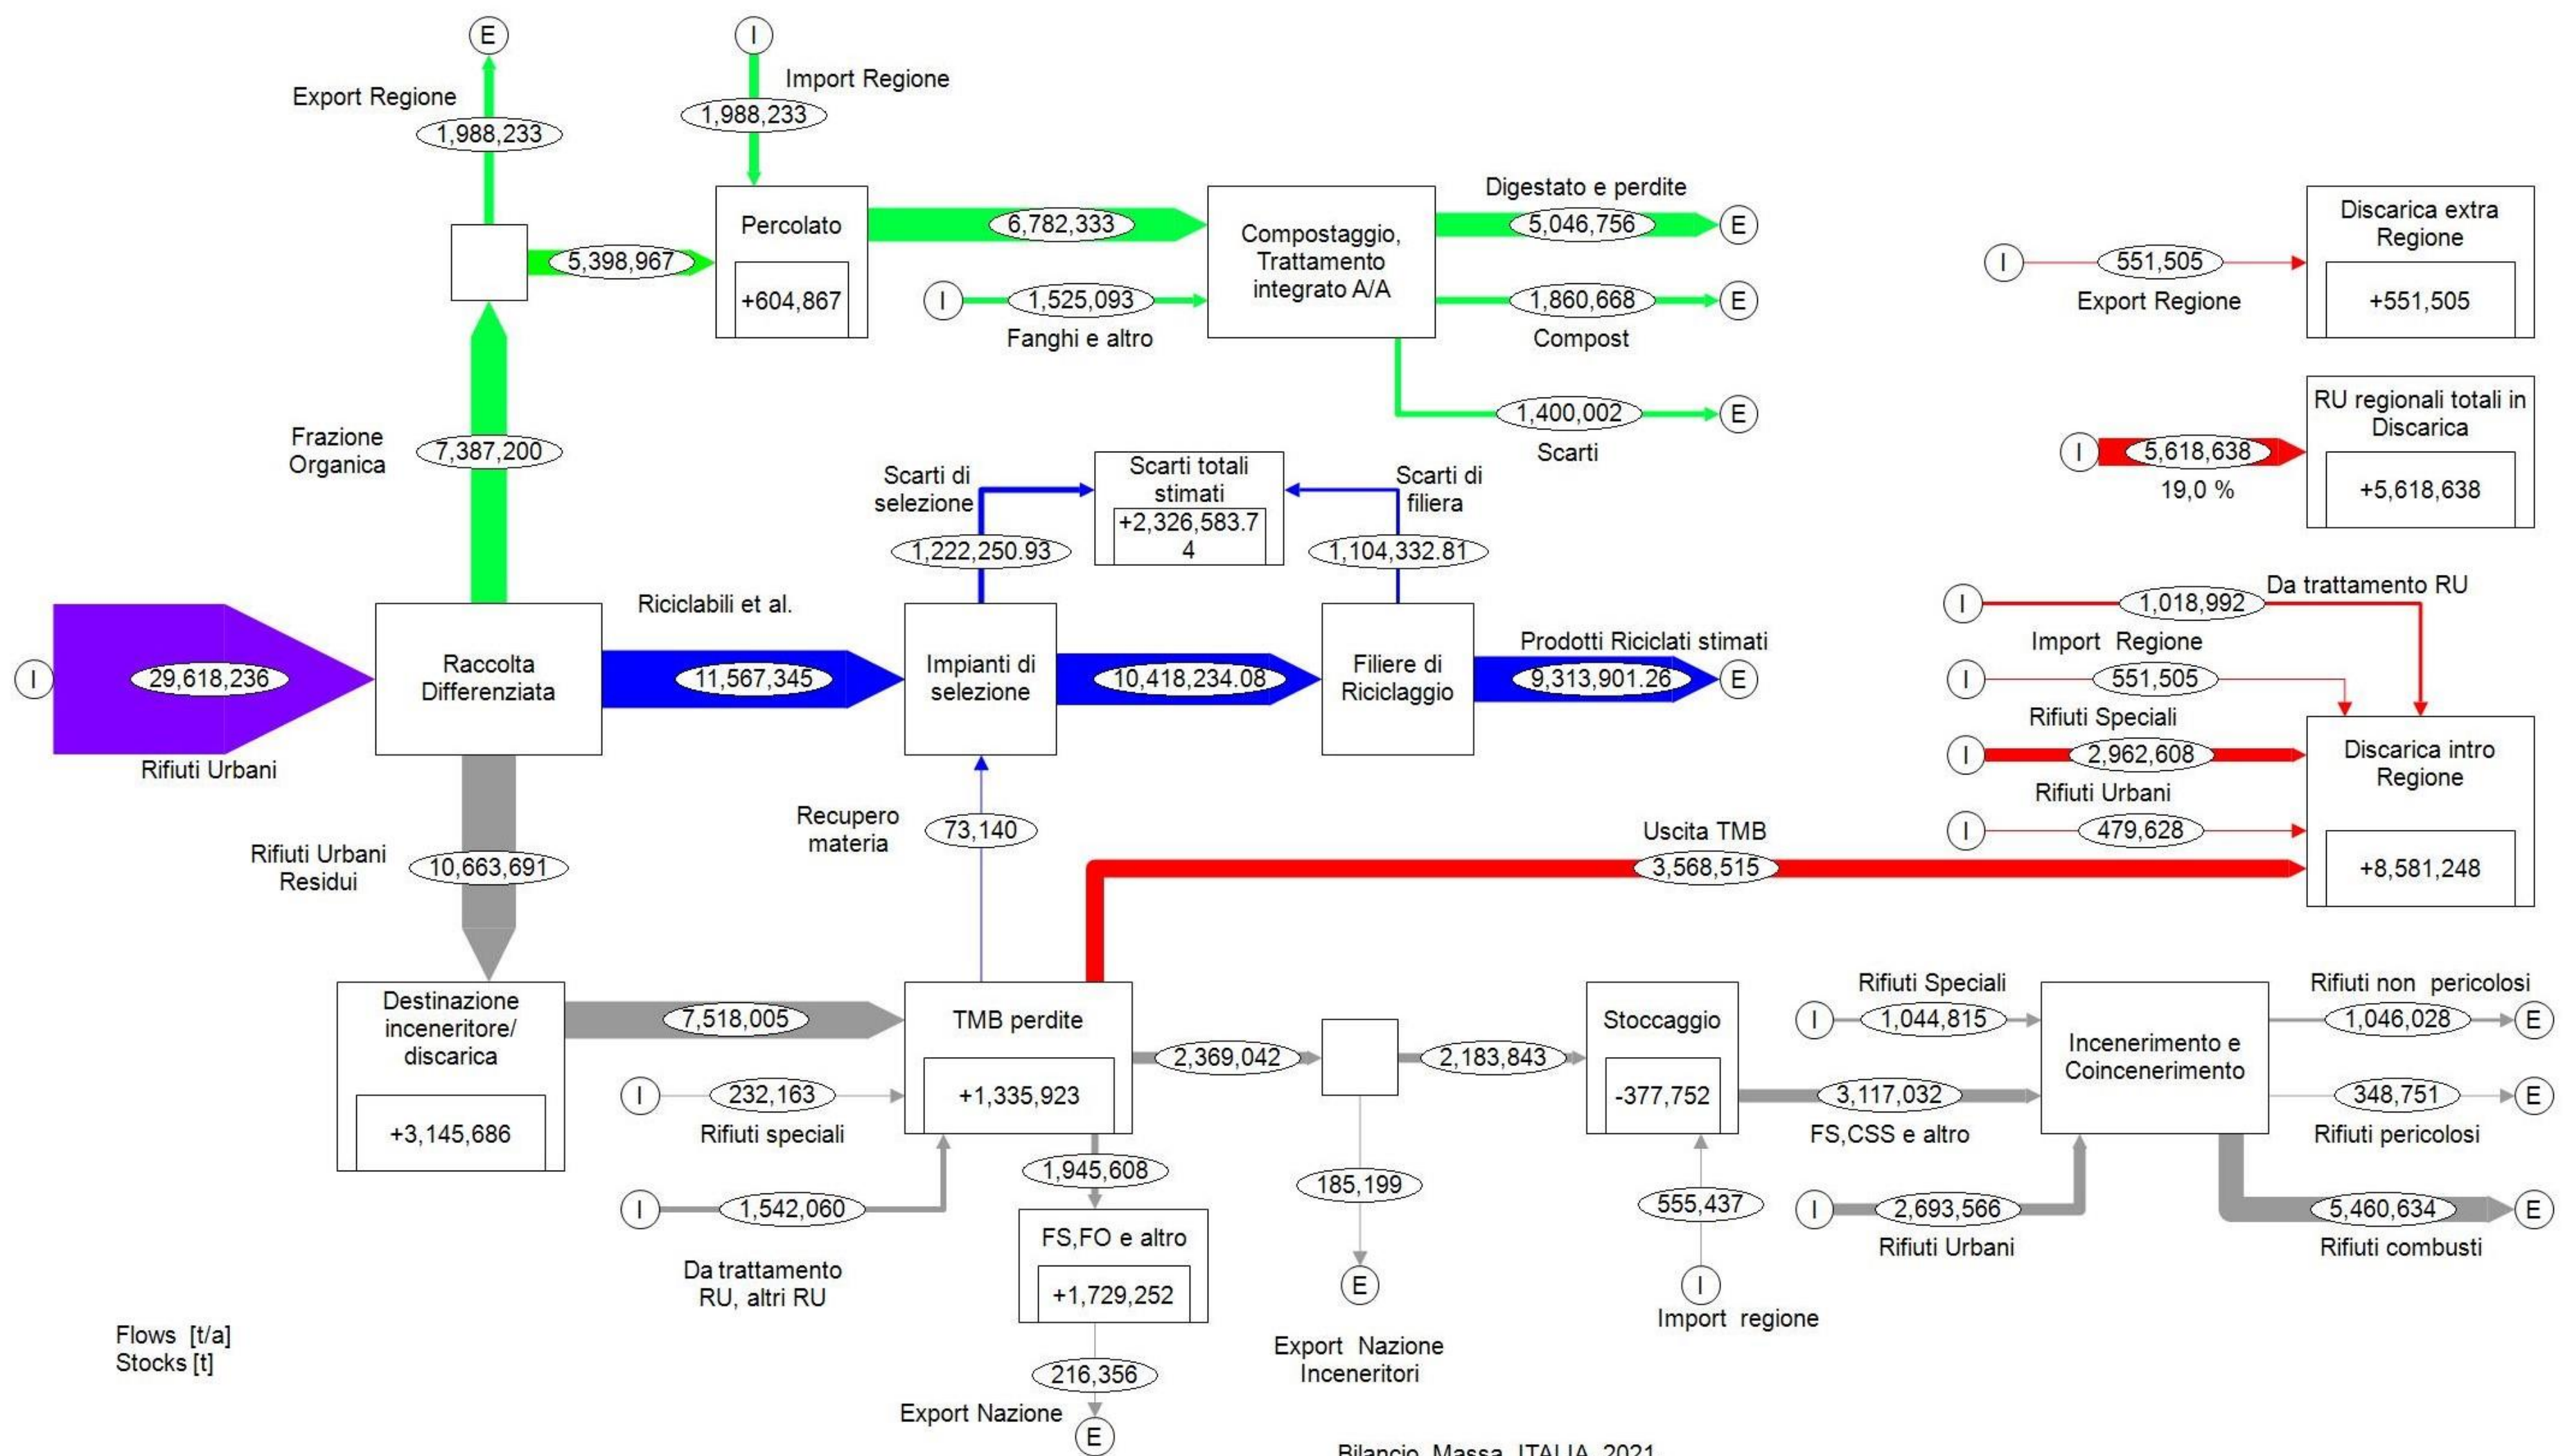 E
I
Export Regione
Import Regione
1,988,233
1,988,233
Percolato
+604,867
5,398,967
6,782,333
Compostaggio,
Trattamento
integrato A/A
Digestato e perdite
5,046,756
E
I
1,525,093
Fanghi e altro
1,860,668
E
Compost
1,400,002
E
Scarti
Discarica extra
Regione
+551,505
I
551,505
Export Regione
RU regionali totali in
Discarica
+5,618,638
I
5,618,638
19,0 %
Frazione
Organica
7,387,200
Scarti di
selezione
1,222,250.93
Scarti totali
stimati
+2,326,583.7
4
Scarti di
filiera
1,104,332.81
I
29,618,236
Rifiuti Urbani
Raccolta
Differenziata
Riciclabili et al.
11,567,345
Impianti di
selezione
10,418,234.08
Filiere di
Riciclaggio
Prodotti Riciclati stimati
9,313,901.26
E
I
1,018,992
Da trattamento RU
Import Regione
I
551,505
Rifiuti Speciali
I
2,962,608
Rifiuti Urbani
I
479,628
Discarica intro
Regione
+8,581,248
Recupero
materia
73,140
Uscita TMB
3,568,515
Rifiuti Urbani
Residui
10,663,691
Destinazione
inceneritore/
discarica
+3,145,686
7,518,005
I
232,163
Rifiuti speciali
I
1,542,060
Da trattamento
RU, altri RU
TMB perdite
+1,335,923
2,369,042
2,183,843
1,945,608
FS,FO e altro
+1,729,252
216,356
Export Nazione
E
185,199
E
Export Nazione
Inceneritori
Stoccaggio
-377,752
555,437
I
Import regione
Rifiuti Speciali
I
1,044,815
3,117,032
FS,CSS e altro
I
2,693,566
Rifiuti Urbani
Incenerimento e
Coincenerimento
Rifiuti non pericolosi
1,046,028
E
348,751
E
Rifiuti pericolosi
5,460,634
E
Rifiuti combusti
Flows [t/a]
Stocks [t]
Bilancio Massa ITALIA 2021